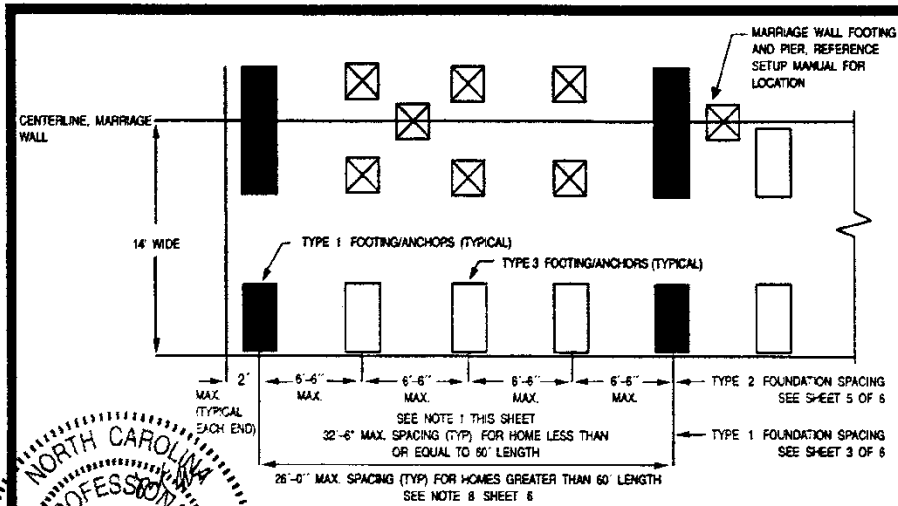 MARRIAGE WALL FOOTING
AND PIER, REFERENCE
SETUP MANUAL FOR
LOCATION
CENTERLINE, MARRIAGE
WALL
14' WIDE
TYPE 1 FOOTING/ANCHOPS (TYPICAL)
TYPE 3 FOOTING/ANCHORS (TYPICAL)
2'
MAX.
(TYPICAL
EACH END)
6'-6"
MAX.
6'-6"
MAX.
6'-6"
MAX.
6'-6"
MAX.
TYPE 2 FOUNDATION SPACING
SEE SHEET 5 OF 6
SEE NOTE 1 THIS SHEET
32'-6" MAX. SPACING (TYP) FOR HOME LESS THAN
OR EQUAL TO 60' LENGTH
TYPE 1 FOUNDATION SPACING
SEE SHEET 3 OF 6
26'-0" MAX. SPACING (TYP) FOR HOMES GREATER THAN 60' LENGTH
SEE NOTE 8 SHEET 6
NORTH CAROLINA